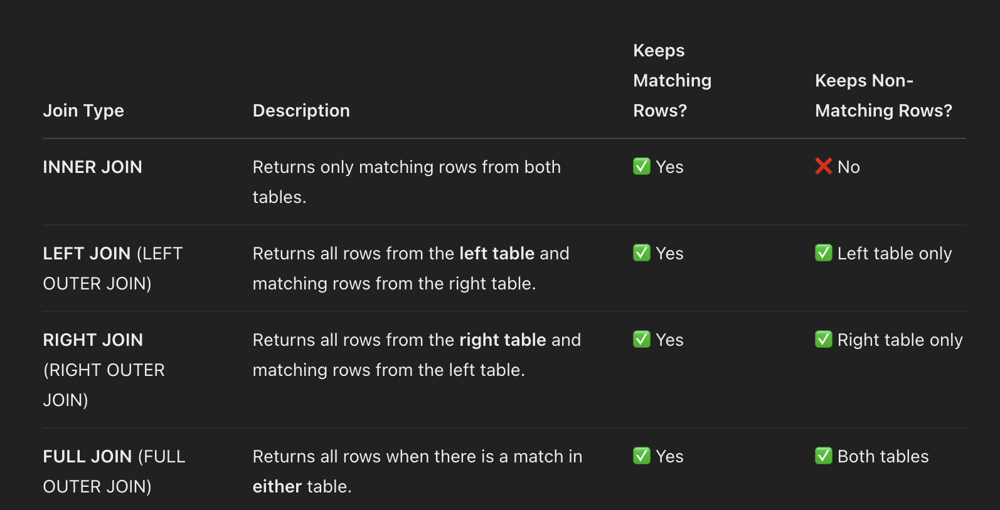 Keeps
Matching
Rows?
Keeps Non-
Matching Rows?
Join Type
Description
INNER JOIN
Returns only matching rows from both
tables.
✅ Yes
❌ No
LEFT JOIN (LEFT
OUTER JOIN)
Returns all rows from the left table and
matching rows from the right table.
✅ Yes
✅ Left table only
RIGHT JOIN
(RIGHT OUTER
JOIN)
Returns all rows from the right table and
matching rows from the left table.
✅ Yes
✅ Right table only
FULL JOIN (FULL
OUTER JOIN)
Returns all rows when there is a match in
either table.
✅ Yes
✅ Both tables